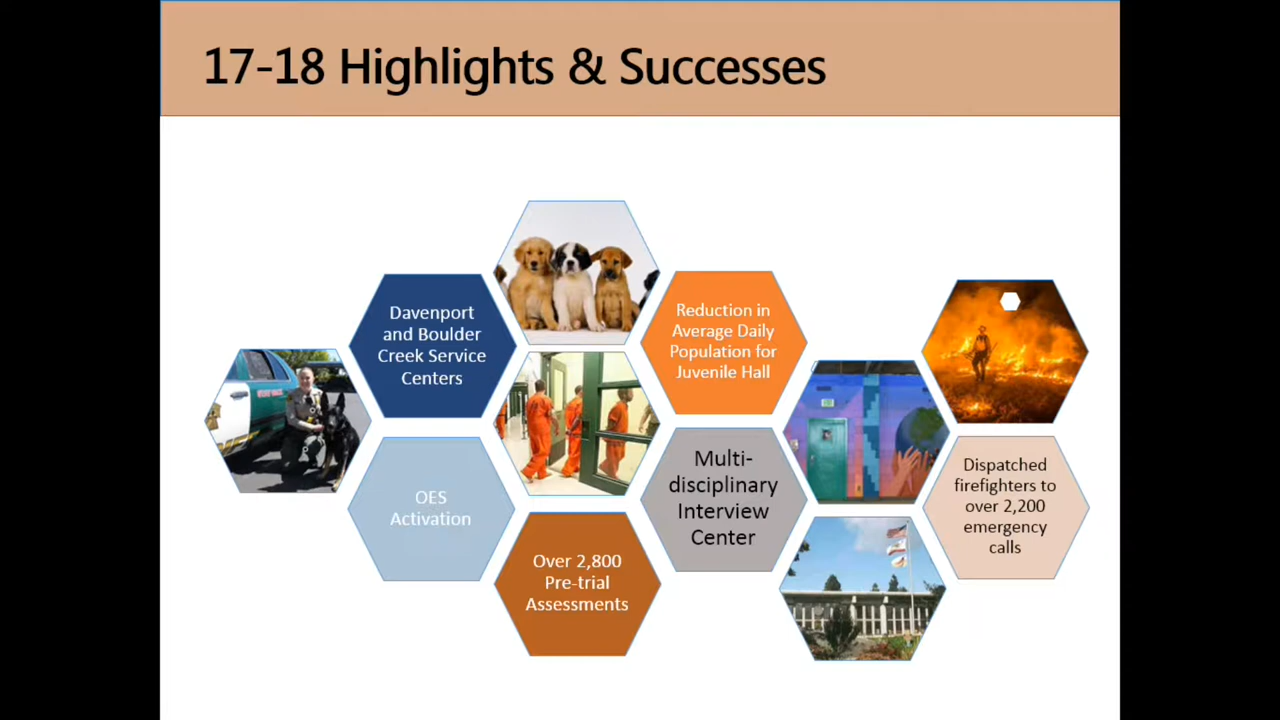 17-18 Highlights & Successes
Davenport
and Boulder
Creek Service
Centers
OES
Activation
Over 2,800
Pre-trial
Assessments
Reduction in
Average Daily
Population for
Juvenile Hall
Multi-
disciplinary
Interview
Center
Dispatched
firefighters to
over 2,200
emergency
calls